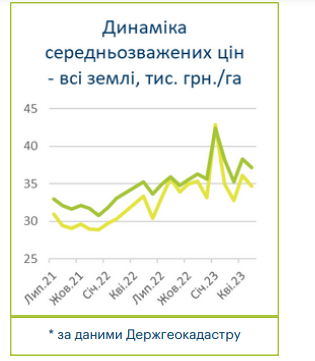 Динаміка
середньозважених цін
- всі землі, тис. грн./га
45
40
35
30
25
Лип.21
Жов.21
Січ.22
Кві.22
Лип.22
Жов.22
Січ.23
Кві.23
* за даними Держгеокадастру